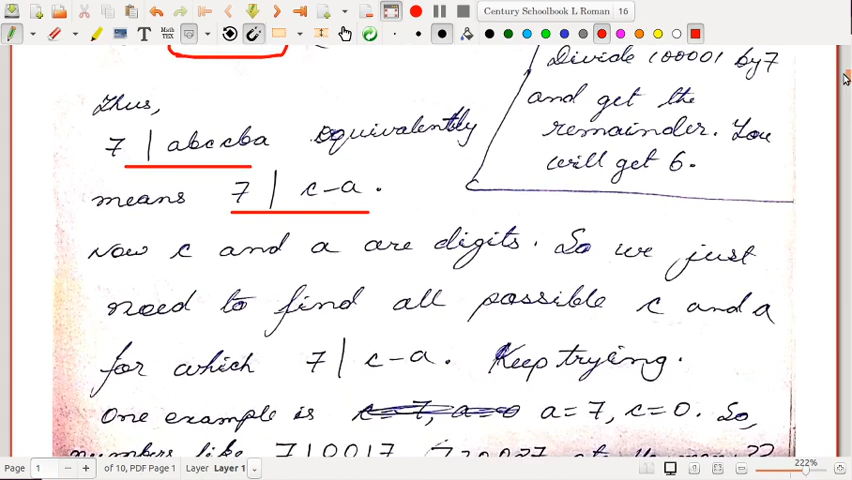 Century Schoolbook L Roman 16
Divide 100001 by 7
and get the
remainder. You
will get 6.
Thus,
7 | abccba equivalently
means 7 | c-a.
Now c and a are digits. So we just
need to find all possible c and a
for which 7 | c-a. Keep trying.
One example is a=7, c=0. So,
numbers like 710017,
Page 1 of 10, PDF Page 1 Layer Layer 1 222%